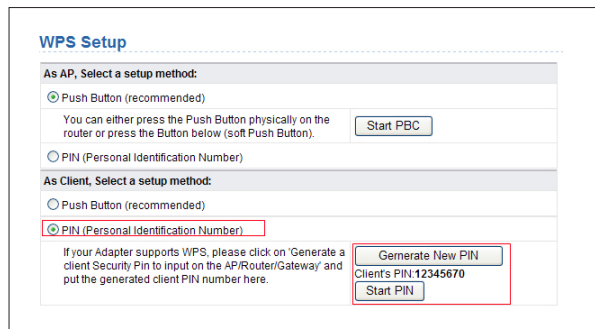 WPS Setup
As AP, Select a setup method:
Push Button (recommended)
You can either press the Push Button physically on the
router or press the Button below (soft Push Button).
Start PBC
PIN (Personal Identification Number)
As Client, Select a setup method:
Push Button (recommended)
PIN (Personal Identification Number)
If your Adapter supports WPS, please click on 'Generate a
client Security Pin to input on the AP/Router/Gateway' and
put the generated client PIN number here.
Gernerate New PIN
Client's PIN:12345670
Start PIN